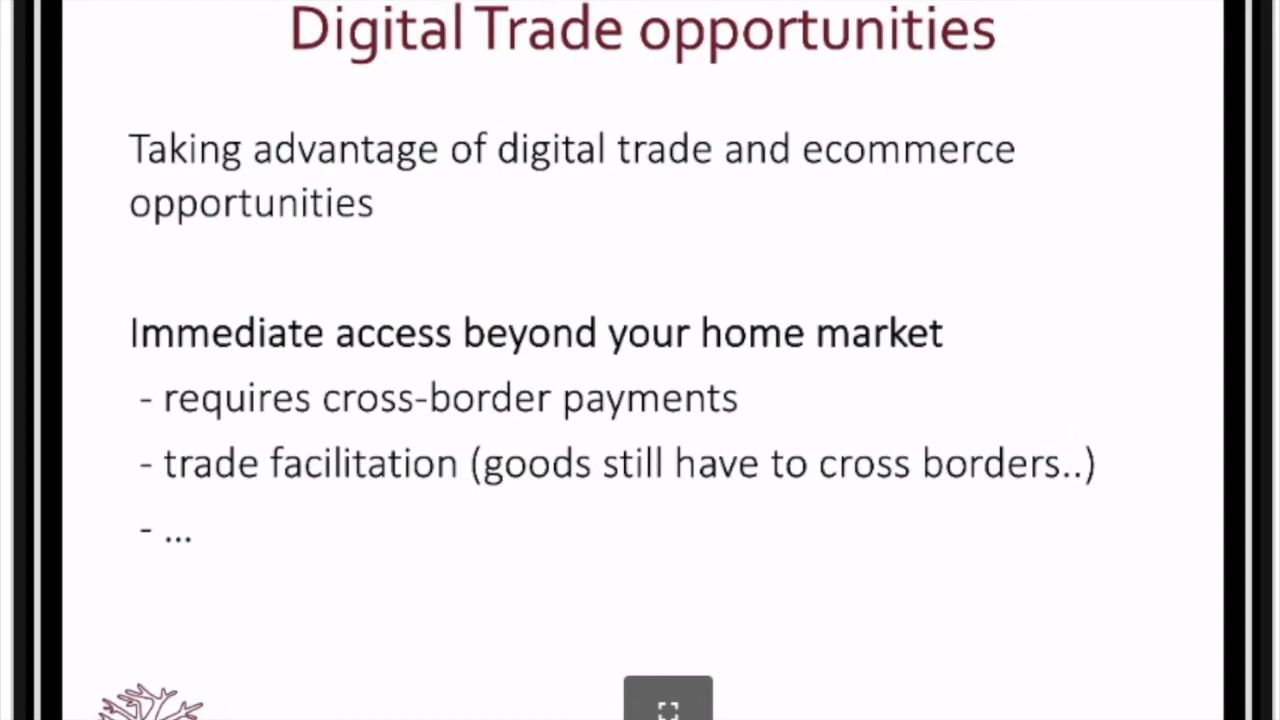 Digital Trade opportunities
Taking advantage of digital trade and ecommerce
opportunities
Immediate access beyond your home market
- requires cross-border payments
- trade facilitation (goods still have to cross borders..)
- ...